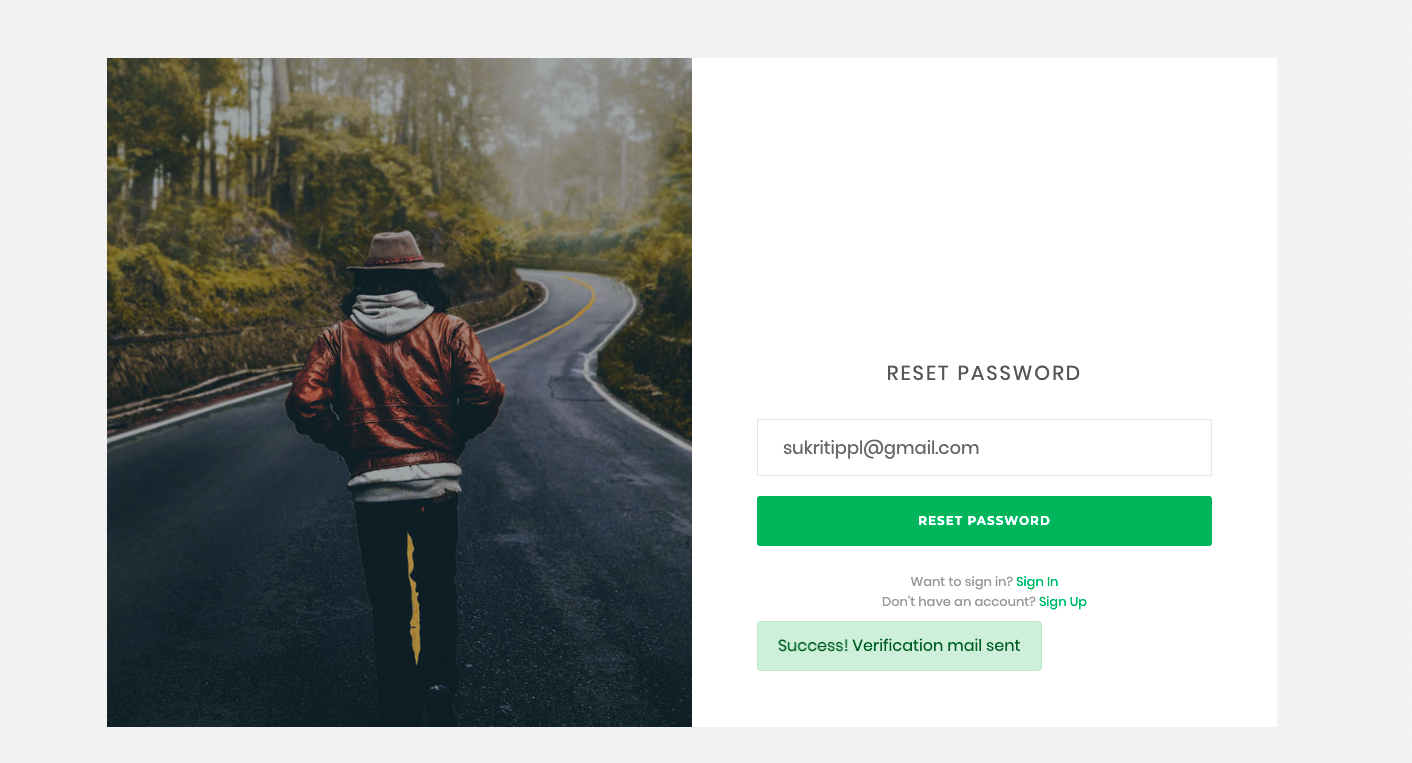 RESET PASSWORD
sukritippl@gmail.com
RESET PASSWORD
Want to sign in? Sign In
Don't have an account? Sign Up
Success! Verification mail sent